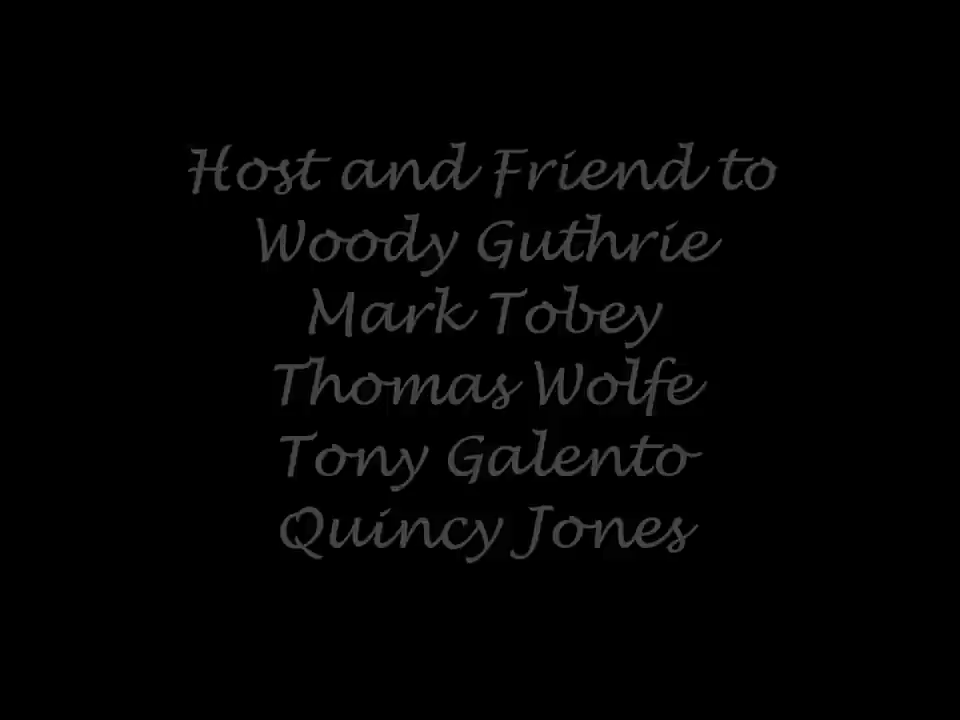 Host and Friend to
Woody Guthrie
Mark Tobey
Thomas Wolfe
Tony Galento
Quincy Jones